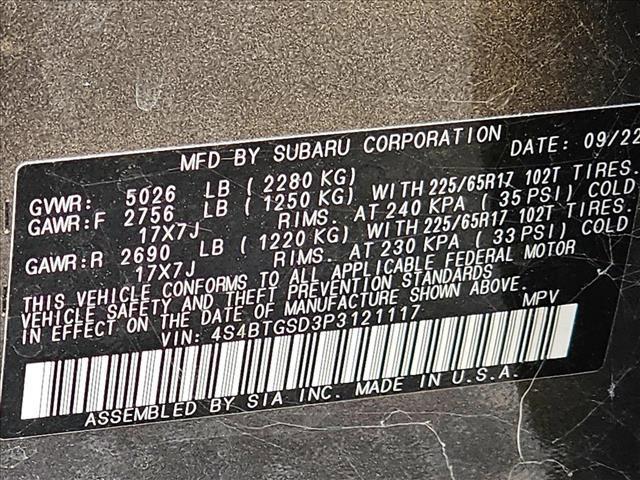 MFD BY SUBARU CORPORATION DATE: 09/22
GVWR: 5026 LB ( 2280 KG)
GAWR:F 2756 LB ( 1250 KG) WITH 225/65R17 102T TIRES.
17X7J RIMS. AT 240 KPA ( 35 PSI) COLD
GAWR:R 2690 LB ( 1220 KG) WITH 225/65R17 102T TIRES.
17X7J RIMS. AT 230 KPA ( 33 PSI) COLD
THIS VEHICLE CONFORMS TO ALL APPLICABLE FEDERAL MOTOR
VEHICLE SAFETY AND THEFT PREVENTION STANDARDS
IN EFFECT ON THE DATE OF MANUFACTURE SHOWN ABOVE.
VIN: 4S4BTGSD3P3121117 MPV
ASSEMBLED BY SIA INC. MADE IN U.S.A.